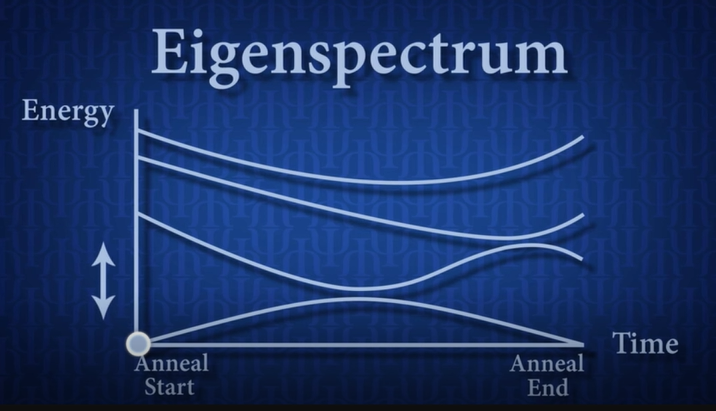 Eigenspectrum
Energy
Time
Anneal
Start
Anneal
End